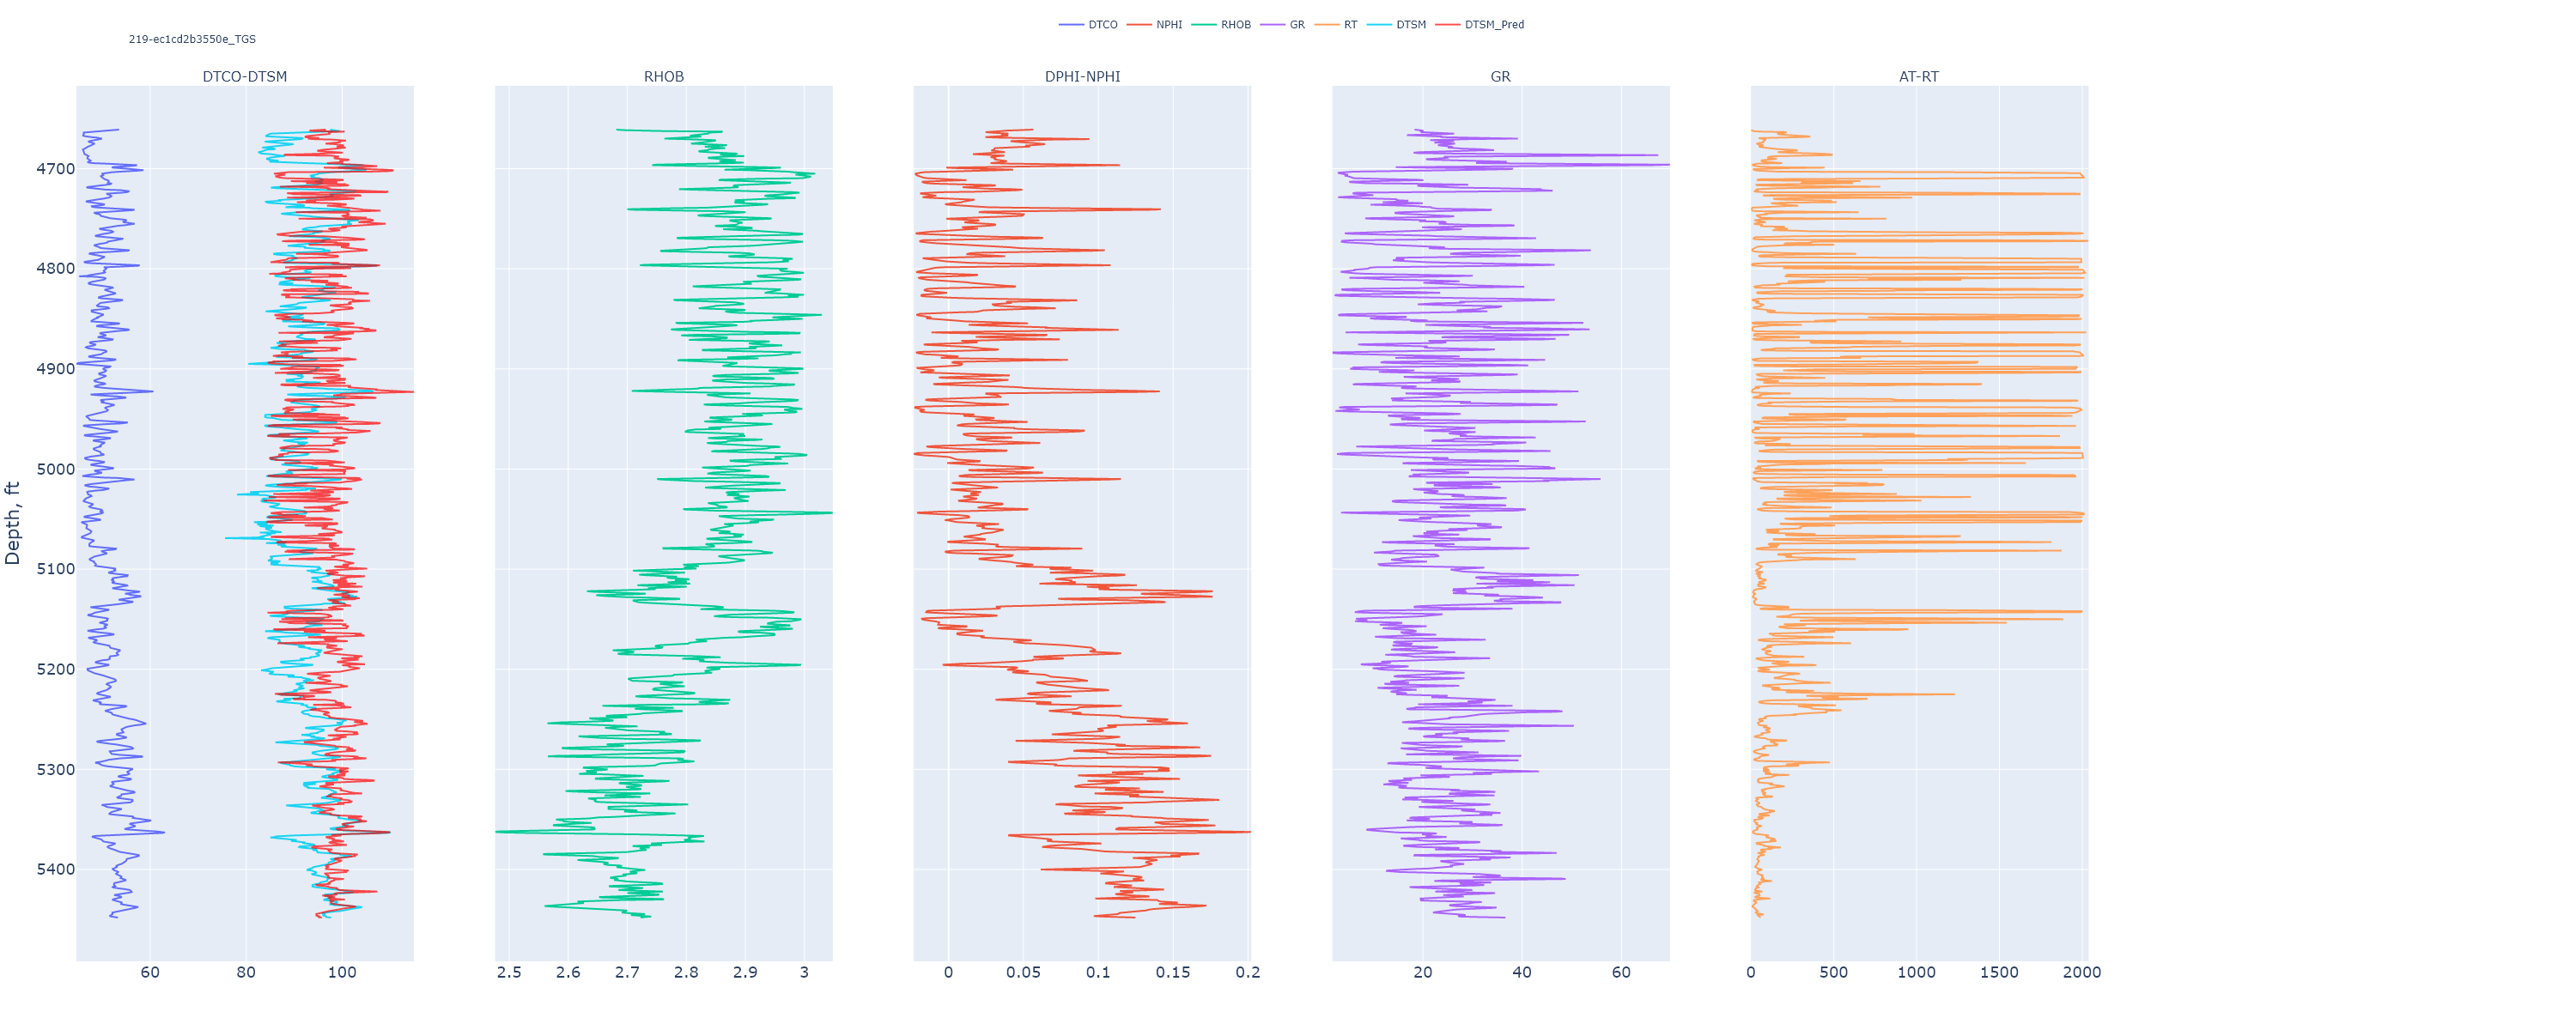 DTCO NPHI RHOB GR RT DTSM DTSM_Pred
219-ec1cd2b3550e_TGS
DTCO-DTSM RHOB DPHI-NPHI GR AT-RT
Depth, ft
4700
4800
4900
5000
5100
5200
5300
5400
60 80 100 2.5 2.6 2.7 2.8 2.9 3 0 0.05 0.1 0.15 0.2 20 40 60 0 500 1000 1500 2000